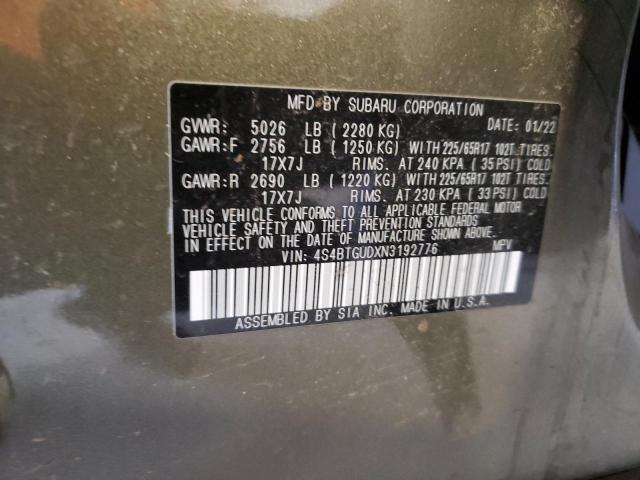 MFD BY SUBARU CORPORATION
GVWR: 5026 LB ( 2280 KG) DATE: 01/22
GAWR:F 2756 LB ( 1250 KG) WITH 225/65R17 102T TIRES.
17X7J RIMS. AT 240 KPA ( 35 PSI) COLD
GAWR:R 2690 LB ( 1220 KG) WITH 225/65R17 102T TIRES.
17X7J RIMS. AT 230 KPA ( 33 PSI) COLD
THIS VEHICLE CONFORMS TO ALL APPLICABLE FEDERAL MOTOR
VEHICLE SAFETY AND THEFT PREVENTION STANDARDS
IN EFFECT ON THE DATE OF MANUFACTURE SHOWN ABOVE.
VIN: 4S4BTGUDXN3192776 MPV
ASSEMBLED BY SIA INC. MADE IN U.S.A.